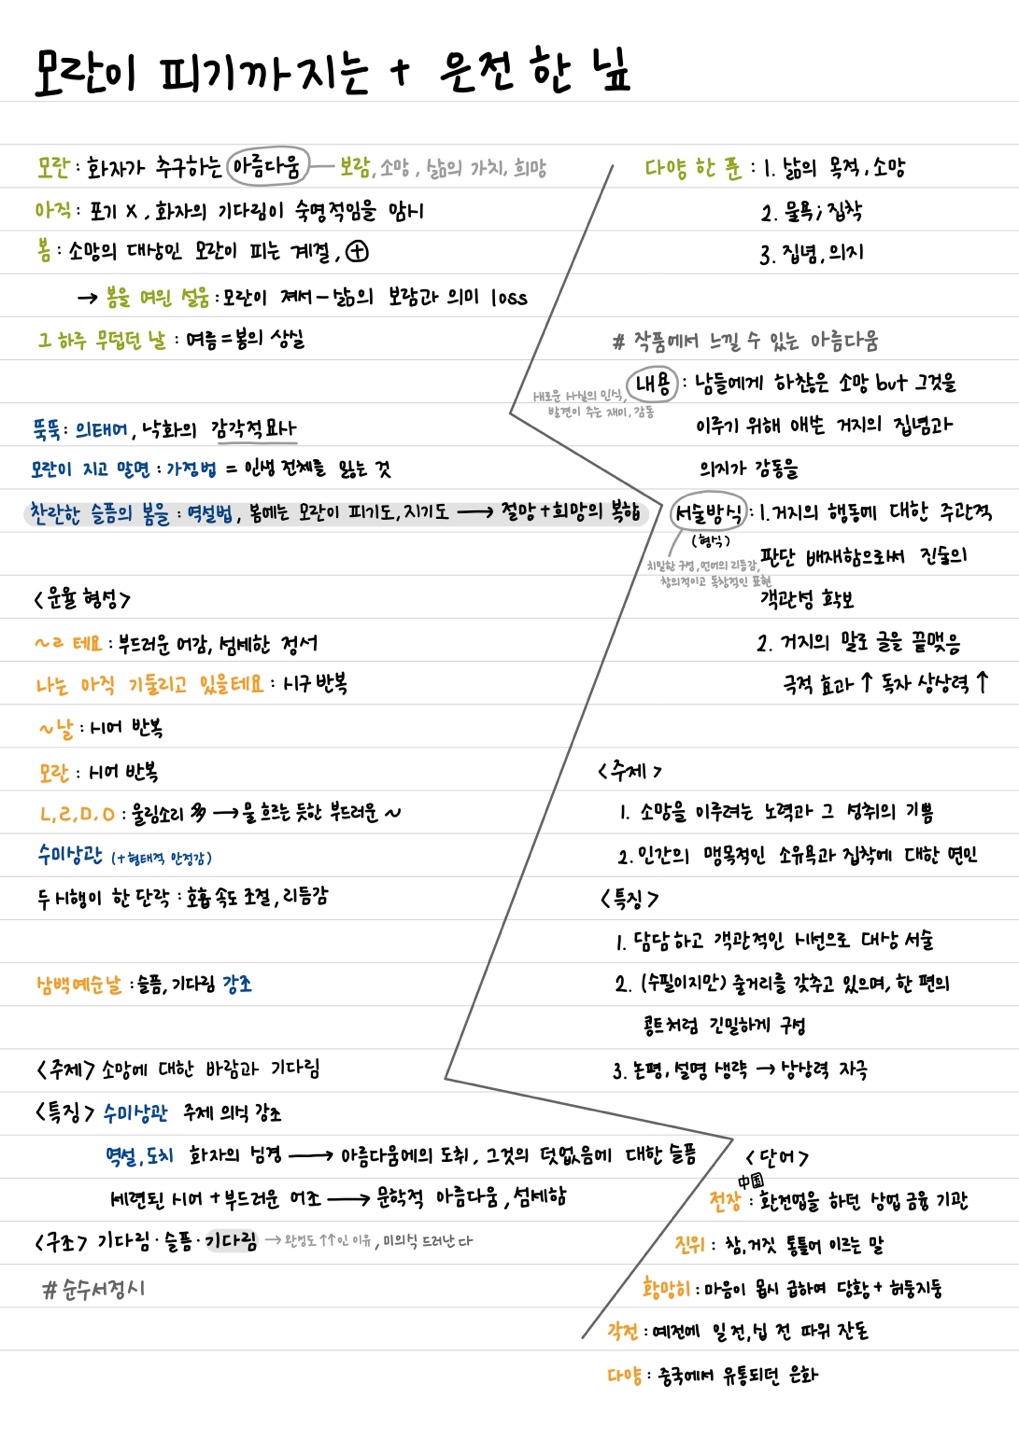 모란이 피기까지는 + 은전 한 닢
모란 : 화자가 추구하는 아름다움 — 보람, 소망, 삶의 가치, 희망
아직 : 포기 X, 화자의 기다림이 숙명적임을 암시
봄 : 소망의 대상인 모란이 피는 계절, ⊕
→ 봄을 여윈 설움 : 모란이 져서 - 삶의 보람과 의미 loss
그 하루 무덥던 날 : 여름 = 봄의 상실
뚝뚝 : 의태어, 낙화의 감각적 묘사
모란이 지고 말면 : 가정법 = 인생 전체를 잃는 것
찬란한 슬픔의 봄을 : 역설법, 봄에는 모란이 피기도, 지기도 → 절망+희망의 복합
<운율 형성>
~ㄹ 테요 : 부드러운 어감, 섬세한 정서
나는 아직 기둘리고 있을테요 : 시구 반복
~날 : 시어 반복
모란 : 시어 반복
ㄴ,ㄹ,ㅁ,ㅇ : 울림소리 多 → 물 흐르는 듯한 부드러운 ~
수미상관 (+형태적 안정감)
두 시행이 한 단락 : 호흡 속도 조절, 리듬감
삼백예순날 : 슬픔, 기다림 강조
<주제> 소망에 대한 바람과 기다림
<특징> 수미상관 주제 의식 강조
역설, 도치 화자의 심경 → 아름다움에의 도취, 그것의 덧없음에 대한 슬픔
세련된 시어 + 부드러운 어조 → 문학적 아름다움, 섬세함
<구조> 기다림·슬픔·기다림 → 완성도 ↑↑인 이유, 미의식 드러난다
# 순수서정시
다양 한 푼 : 1. 삶의 목적, 소망
2. 물욕; 집착
3. 집념, 의지
# 작품에서 느낄 수 있는 아름다움
내용 : 남들에게 하찮은 소망 but 그것을
새로운 사실의 인식,
발견이 주는 재미, 감동
이루기 위해 애쓴 거지의 집념과
의지가 감동을
서술방식 : 1. 거지의 행동에 대한 주관적
(형식)
치밀한 구성, 언어의 리듬감,
창의적이고 독창적인 표현
판단 배제함으로써 진술의
객관성 확보
2. 거지의 말로 글을 끝맺음
극적 효과 ↑ 독자 상상력 ↑
<주제>
1. 소망을 이루려는 노력과 그 성취의 기쁨
2. 인간의 맹목적인 소유욕과 집착에 대한 연민
<특징>
1. 담담하고 객관적인 시선으로 대상 서술
2. (수필이지만) 줄거리를 갖추고 있으며, 한 편의
콩트처럼 긴밀하게 구성
3. 논평, 설명 생략 → 상상력 자극
<단어>
中国
전장 : 환전업을 하던 상업 금융 기관
진위 : 참, 거짓 통틀어 이르는 말
황망히 : 마음이 몹시 급하여 당황 + 허둥지둥
각전 : 예전에 일 전, 십 전 따위 잔돈
다양 : 중국에서 유통되던 은화